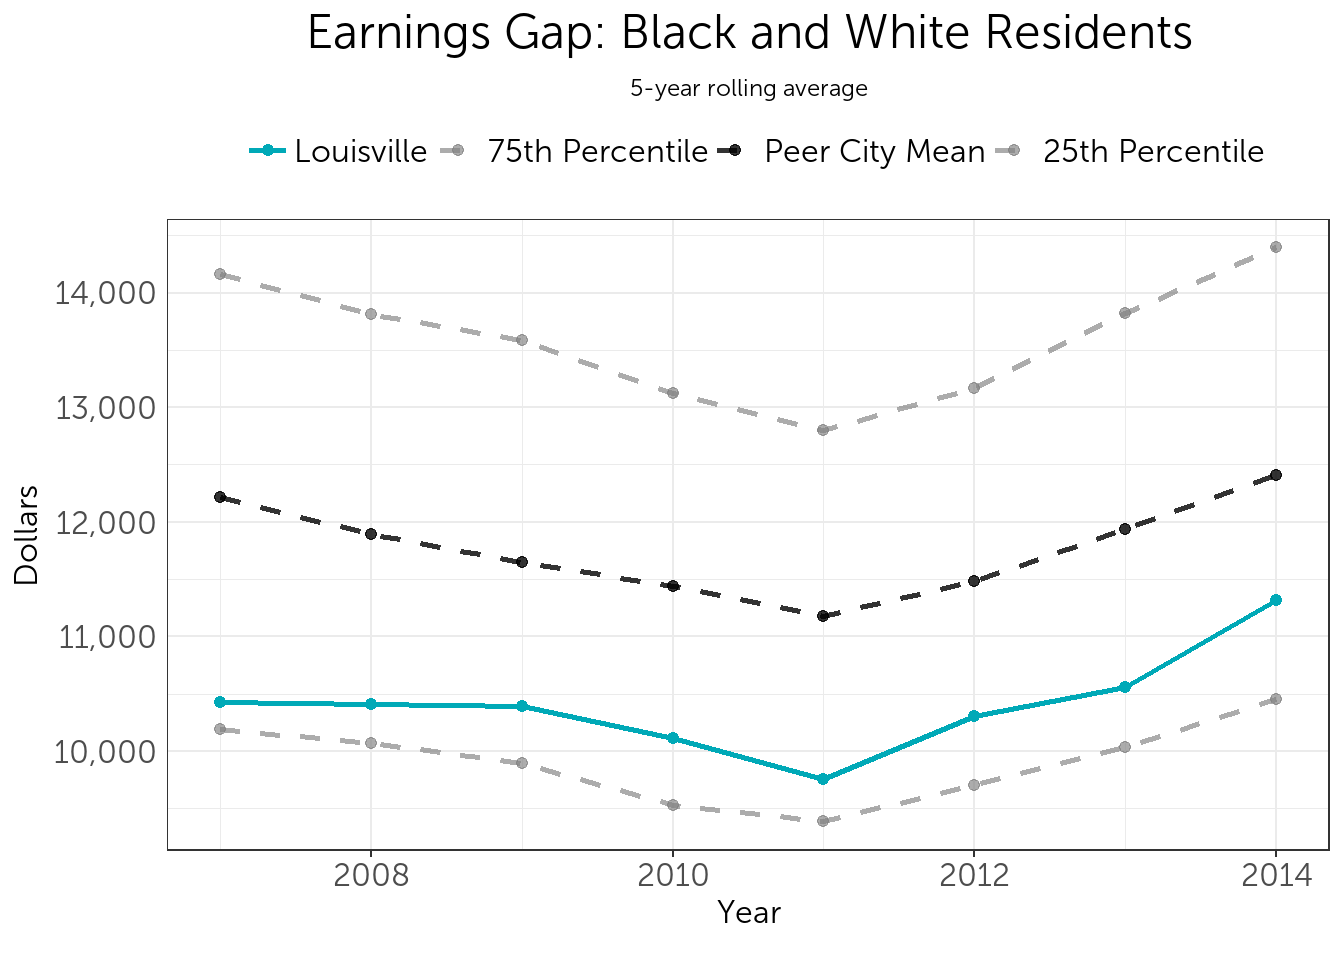 Earnings Gap: Black and White Residents
5-year rolling average
Louisville 75th Percentile Peer City Mean 25th Percentile
Dollars
14,000
13,000
12,000
11,000
10,000
2008 2010 2012 2014
Year